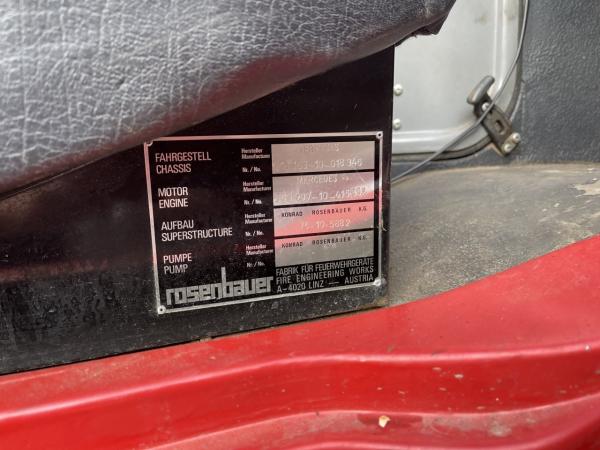 FAHRGESTELL Hersteller
CHASSIS Manufacturer
Nr. / No.
MOTOR Hersteller MERCEDES
ENGINE Manufacturer
Nr. / No.
AUFBAU Hersteller KONRAD ROSENBAUER K.G.
SUPERSTRUCTURE Manufacturer
Nr. / No.
PUMPE Hersteller KONRAD ROSENBAUER K.G.
PUMP Manufacturer
Nr. / No.
rosenbauer FABRIK FÜR FEUERWEHRGERÄTE
FIRE ENGINEERING WORKS
A-4020 LINZ — AUSTRIA